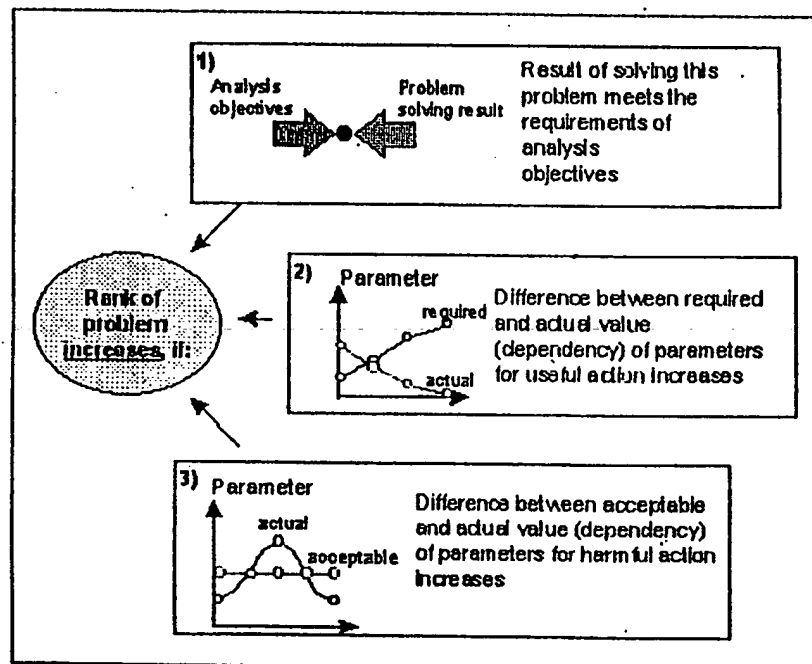 1)
Analysis objectives
Problem solving result
Result of solving this
problem meets the
requirements of
analysis
objectives
Rank of
problem
increases, if:
2)
Parameter
required
actual
Difference between required
and actual value
(dependency) of parameters
for useful action increases
3)
Parameter
actual
acceptable
Difference between acceptable
and actual value (dependency)
of parameters for harmful action
increases